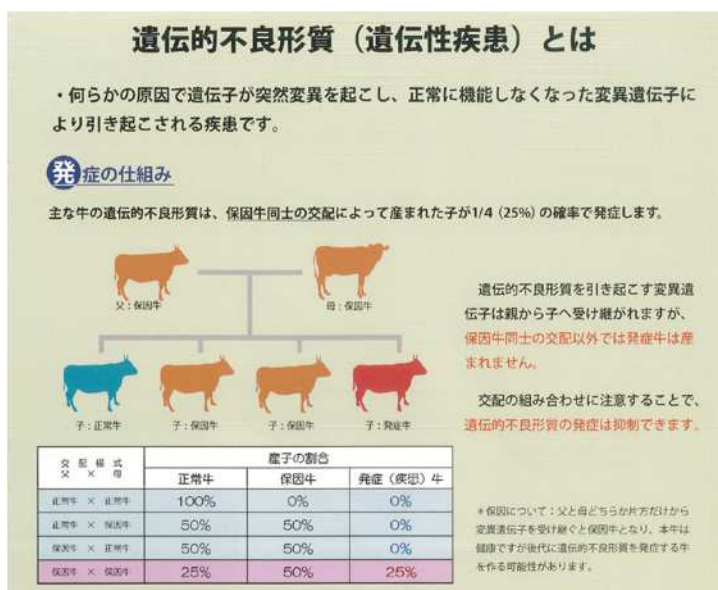 遺伝的不良形質（遺伝性疾患）とは
・何らかの原因で遺伝子が突然変異を起こし、正常に機能しなくなった変異遺伝子に
より引き起こされる疾患です。
発症の仕組み
主な牛の遺伝的不良形質は、保因牛同士の交配によって産まれた子が1/4（25%）の確率で発症します。
父：保因牛
母：保因牛
子：正常牛
子：保因牛
子：保因牛
子：発症牛
遺伝的不良形質を引き起こす変異遺
伝子は親から子へ受け継がれますが、
保因牛同士の交配以外では発症牛は産
まれません。
交配の組み合わせに注意することで、
遺伝的不良形質の発症は抑制できます。
交配様式
父 × 母
産子の割合
正常牛 保因牛 発症（疾患）牛
正常牛 × 正常牛 100% 0% 0%
正常牛 × 保因牛 50% 50% 0%
保因牛 × 正常牛 50% 50% 0%
保因牛 × 保因牛 25% 50% 25%
＊保因について：父と母どちらか片方だけから
変異遺伝子を受け継ぐと保因牛となり、本牛は
健康ですが後代に遺伝的不良形質を発症する牛
を作る可能性があります。